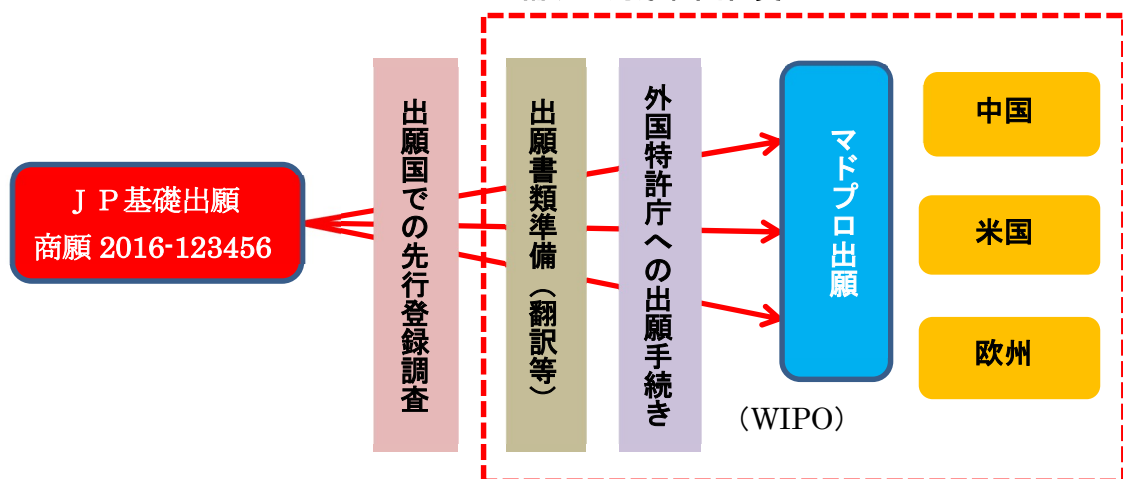 ＪＰ基礎出願
商願 2016-123456
出願国での先行登録調査
出願書類準備（翻訳等）
外国特許庁への出願手続き
マドプロ出願
（WIPO）
中国
米国
欧州